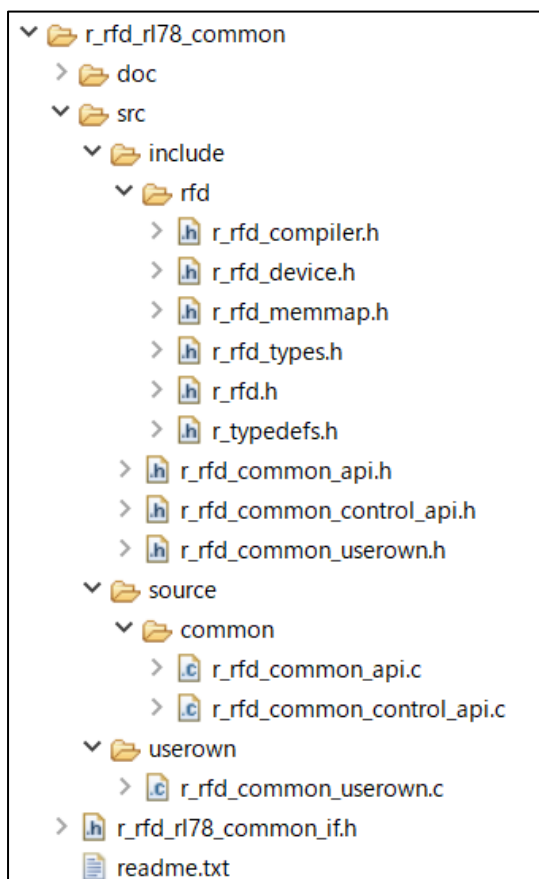 r_rfd_rl78_common
doc
src
include
rfd
r_rfd_compiler.h
r_rfd_device.h
r_rfd_memmap.h
r_rfd_types.h
r_rfd.h
r_typedefs.h
r_rfd_common_api.h
r_rfd_common_control_api.h
r_rfd_common_userown.h
source
common
r_rfd_common_api.c
r_rfd_common_control_api.c
userown
r_rfd_common_userown.c
r_rfd_rl78_common_if.h
readme.txt